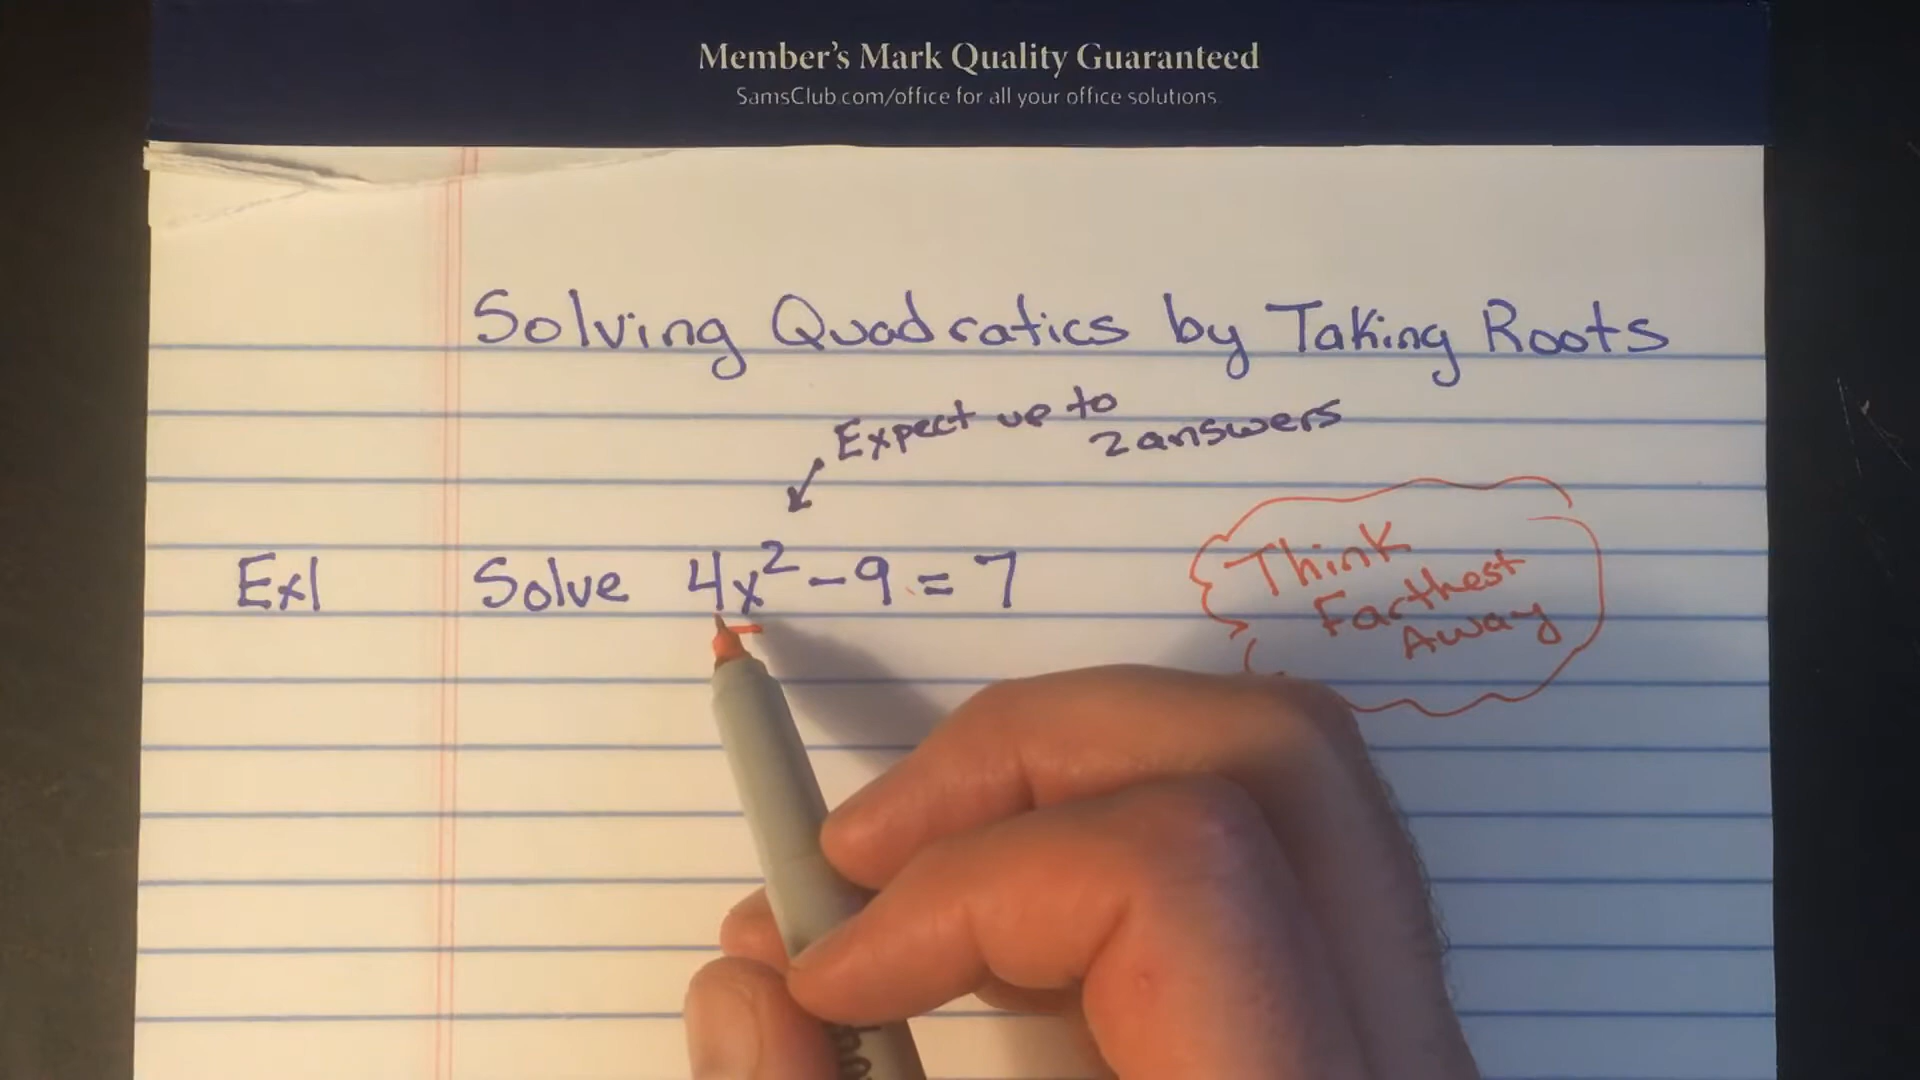 Member's Mark Quality Guaranteed
SamsClub.com/office for all your office solutions.
Solving Quadratics by Taking Roots
Expect up to
2 answers
Ex1 Solve 4x² - 9 = 7
Think
Farthest
Away